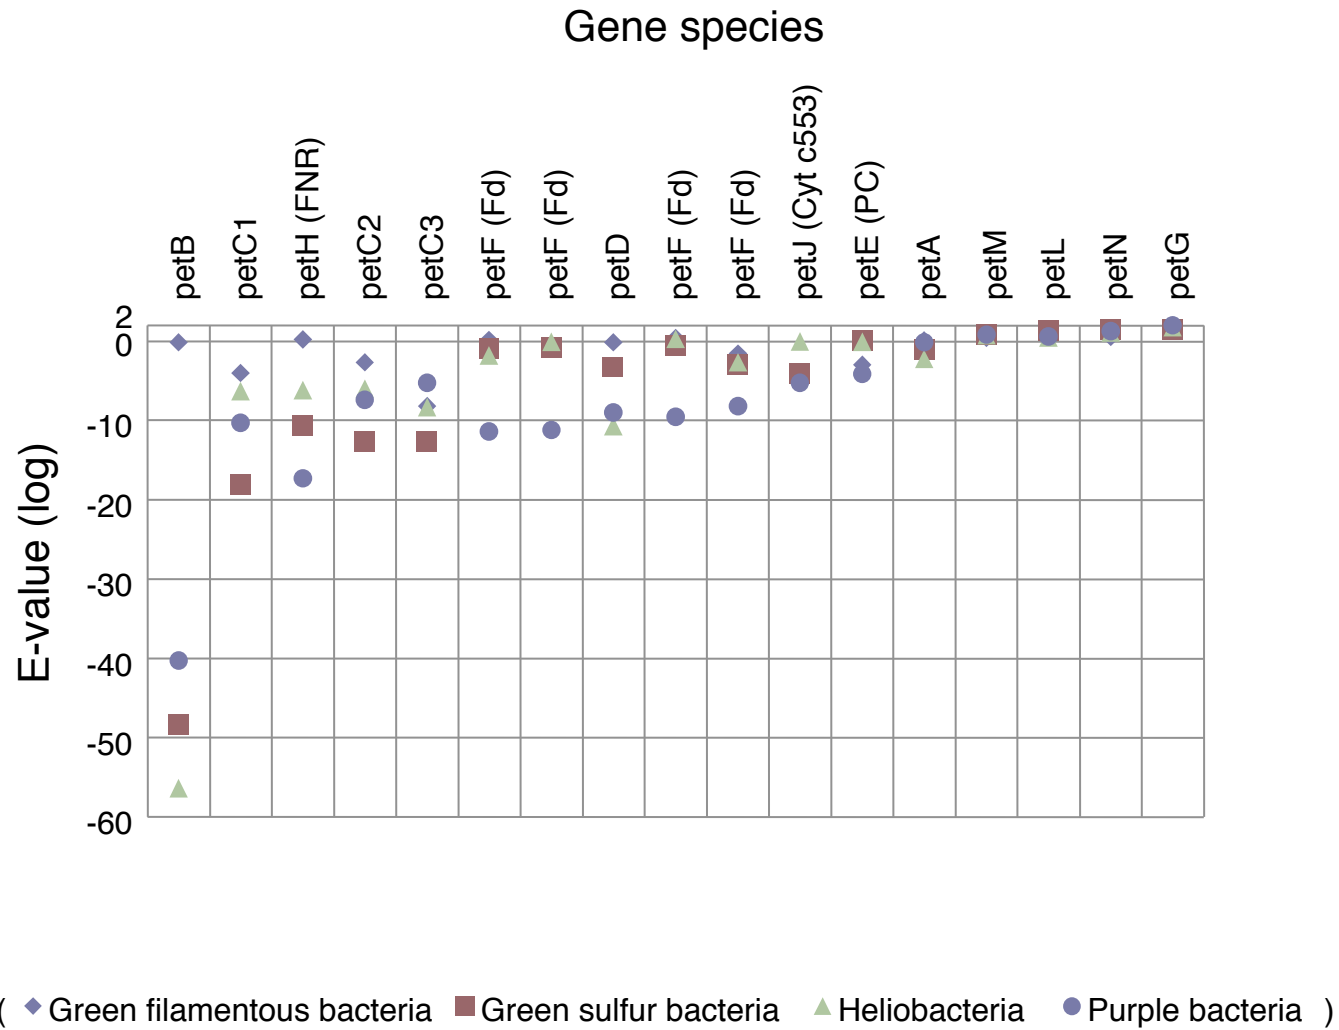 Gene species
petB
petC1
petH (FNR)
petC2
petC3
petF (Fd)
petF (Fd)
petD
petF (Fd)
petF (Fd)
petJ (Cyt c553)
petE (PC)
petA
petM
petL
petN
petG
2
0
-10
-20
-30
-40
-50
-60
E-value (log)
( Green filamentous bacteria Green sulfur bacteria Heliobacteria Purple bacteria )